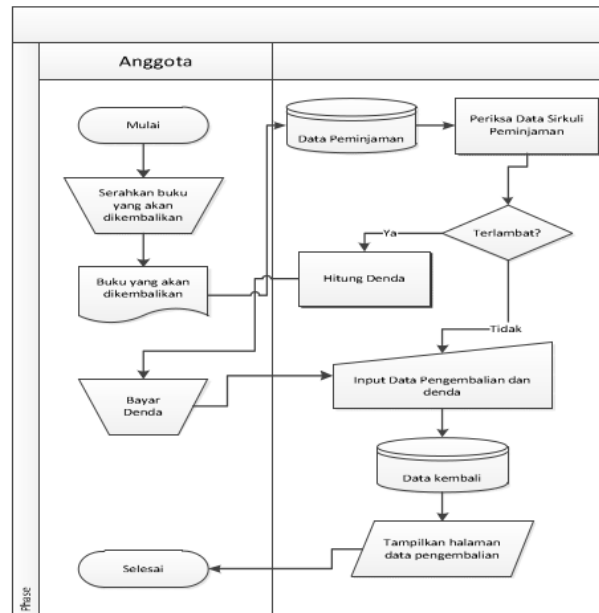 Anggota
Mulai
Serahkan buku
yang akan
dikembalikan
Buku yang akan
dikembalikan
Data Peminjaman
Periksa Data Sirkuli
Peminjaman
Terlambat?
Ya
Hitung Denda
Tidak
Bayar
Denda
Input Data Pengembalian dan
denda
Data kembali
Tampilkan halaman
data pengembalian
Selesai
Phase